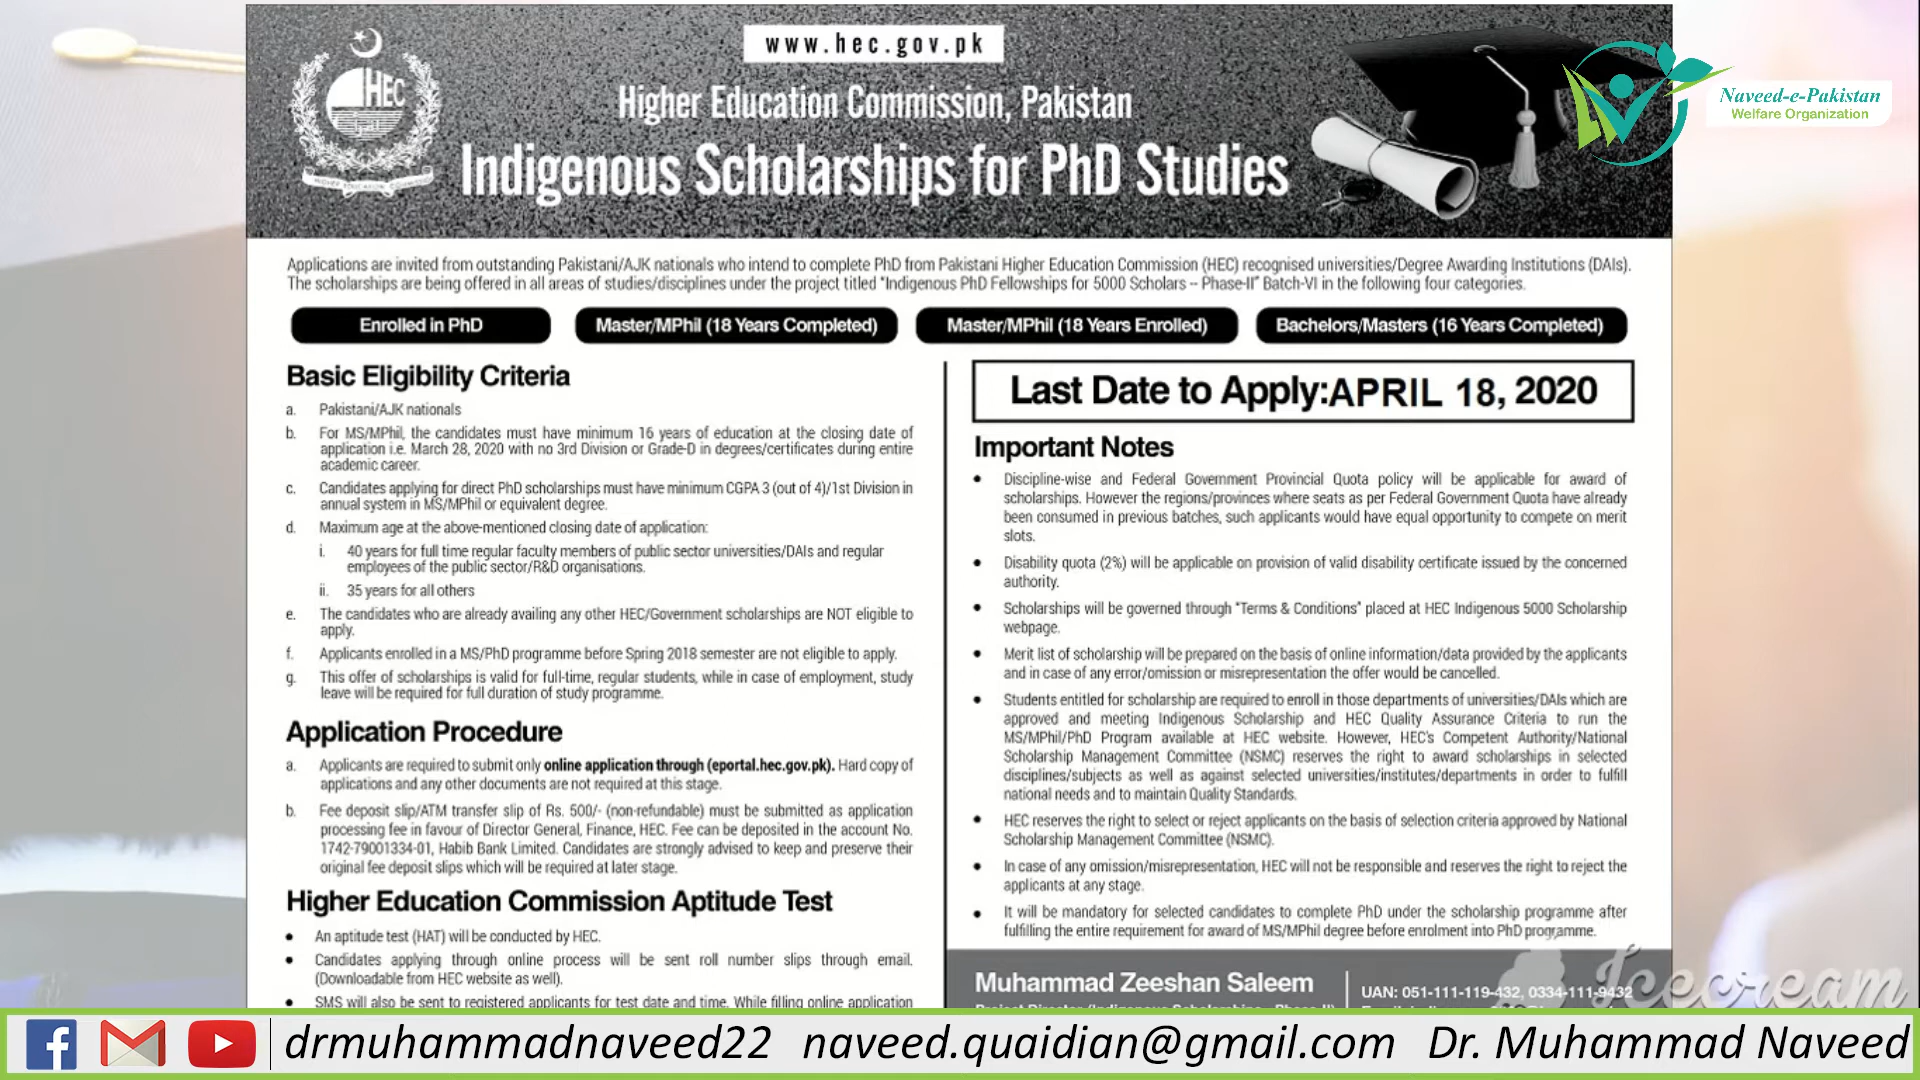 www.hec.gov.pk
Higher Education Commission, Pakistan
Indigenous Scholarships for PhD Studies
HEC
Naveed-e-Pakistan
Welfare Organization
Applications are invited from outstanding Pakistani/AJK nationals who intend to complete PhD from Pakistani Higher Education Commission (HEC) recognised universities/Degree Awarding Institutions (DAIs).
The scholarships are being offered in all areas of studies/disciplines under the project titled "Indigenous PhD Fellowships for 5000 Scholars – Phase-II" Batch-VI in the following four categories.
Enrolled in PhD
Master/MPhil (18 Years Completed)
Master/MPhil (18 Years Enrolled)
Bachelors/Masters (16 Years Completed)
Basic Eligibility Criteria
a. Pakistani/AJK nationals
b. For MS/MPhil, the candidates must have minimum 16 years of education at the closing date of
application i.e. March 28, 2020 with no 3rd Division or Grade-D in degrees/certificates during entire
academic career.
c. Candidates applying for direct PhD scholarships must have minimum CGPA 3 (out of 4)/1st Division in
annual system in MS/MPhil or equivalent degree.
d. Maximum age at the above-mentioned closing date of application:
i. 40 years for full time regular faculty members of public sector universities/DAIs and regular
employees of the public sector/R&D organisations.
ii. 35 years for all others
e. The candidates who are already availing any other HEC/Government scholarships are NOT eligible to
apply.
f. Applicants enrolled in a MS/PhD programme before Spring 2018 semester are not eligible to apply.
g. This offer of scholarships is valid for full-time, regular students, while in case of employment, study
leave will be required for full duration of study programme.
Application Procedure
a. Applicants are required to submit only online application through (eportal.hec.gov.pk). Hard copy of
applications and any other documents are not required at this stage.
b. Fee deposit slip/ATM transfer slip of Rs. 500/- (non-refundable) must be submitted as application
processing fee in favour of Director General, Finance, HEC. Fee can be deposited in the account No.
1742-79001334-01, Habib Bank Limited. Candidates are strongly advised to keep and preserve their
original fee deposit slips which will be required at later stage.
Higher Education Commission Aptitude Test
• An aptitude test (HAT) will be conducted by HEC.
• Candidates applying through online process will be sent roll number slips through email.
(Downloadable from HEC website as well).
• SMS will also be sent to registered applicants for test date and time. While filling online application
Last Date to Apply:APRIL 18, 2020
Important Notes
• Discipline-wise and Federal Government Provincial Quota policy will be applicable for award of
scholarships. However the regions/provinces where seats as per Federal Government Quota have already
been consumed in previous batches, such applicants would have equal opportunity to compete on merit
slots.
• Disability quota (2%) will be applicable on provision of valid disability certificate issued by the concerned
authority.
• Scholarships will be governed through "Terms & Conditions" placed at HEC Indigenous 5000 Scholarship
webpage.
• Merit list of scholarship will be prepared on the basis of online information/data provided by the applicants
and in case of any error/omission or misrepresentation the offer would be cancelled.
• Students entitled for scholarship are required to enroll in those departments of universities/DAIs which are
approved and meeting Indigenous Scholarship and HEC Quality Assurance Criteria to run the
MS/MPhil/PhD Program available at HEC website. However, HEC's Competent Authority/National
Scholarship Management Committee (NSMC) reserves the right to award scholarships in selected
disciplines/subjects as well as against selected universities/institutes/departments in order to fulfill
national needs and to maintain Quality Standards.
• HEC reserves the right to select or reject applicants on the basis of selection criteria approved by National
Scholarship Management Committee (NSMC).
• In case of any omission/misrepresentation, HEC will not be responsible and reserves the right to reject the
applicants at any stage.
• It will be mandatory for selected candidates to complete PhD under the scholarship programme after
fulfilling the entire requirement for award of MS/MPhil degree before enrolment into PhD programme.
Muhammad Zeeshan Saleem
UAN: 051-111-119-432, 0334-111-9432
Icecream
drmuhammadnaveed22 naveed.quaidian@gmail.com Dr. Muhammad Naveed